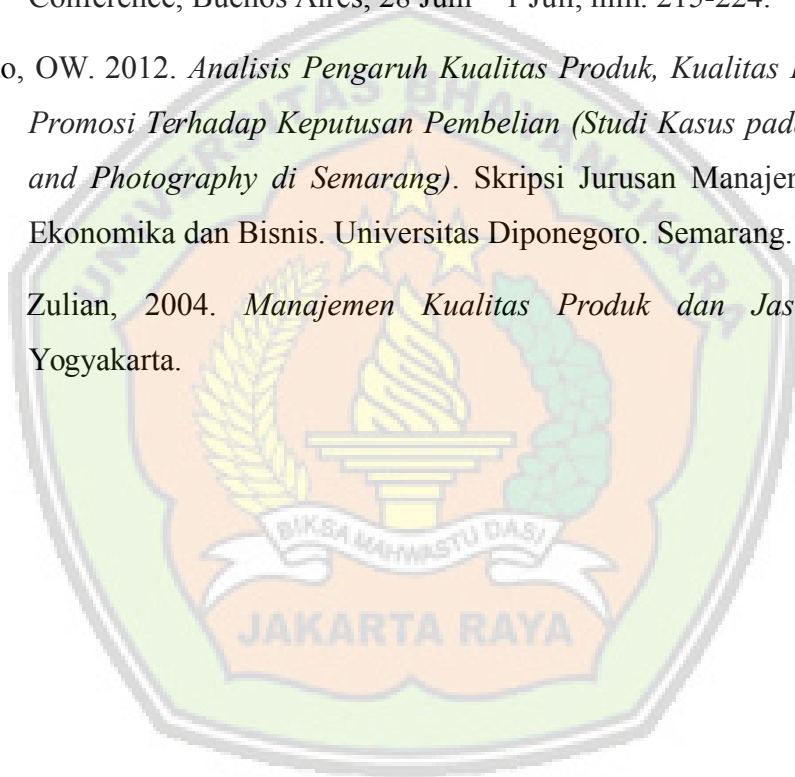 Conference, Buenos Aires, 28 Juni – 1 Juli, hlm. 215-224.
o, OW. 2012. Analisis Pengaruh Kualitas Produk, Kualitas
Promosi Terhadap Keputusan Pembelian (Studi Kasus pada
and Photography di Semarang). Skripsi Jurusan Manajem
Ekonomika dan Bisnis. Universitas Diponegoro. Semarang.
Zulian, 2004. Manajemen Kualitas Produk dan Jas
Yogyakarta.
UNIVERSITAS BHAYANGKARA
BIKSA MAHWASTU DASI
JAKARTA RAYA